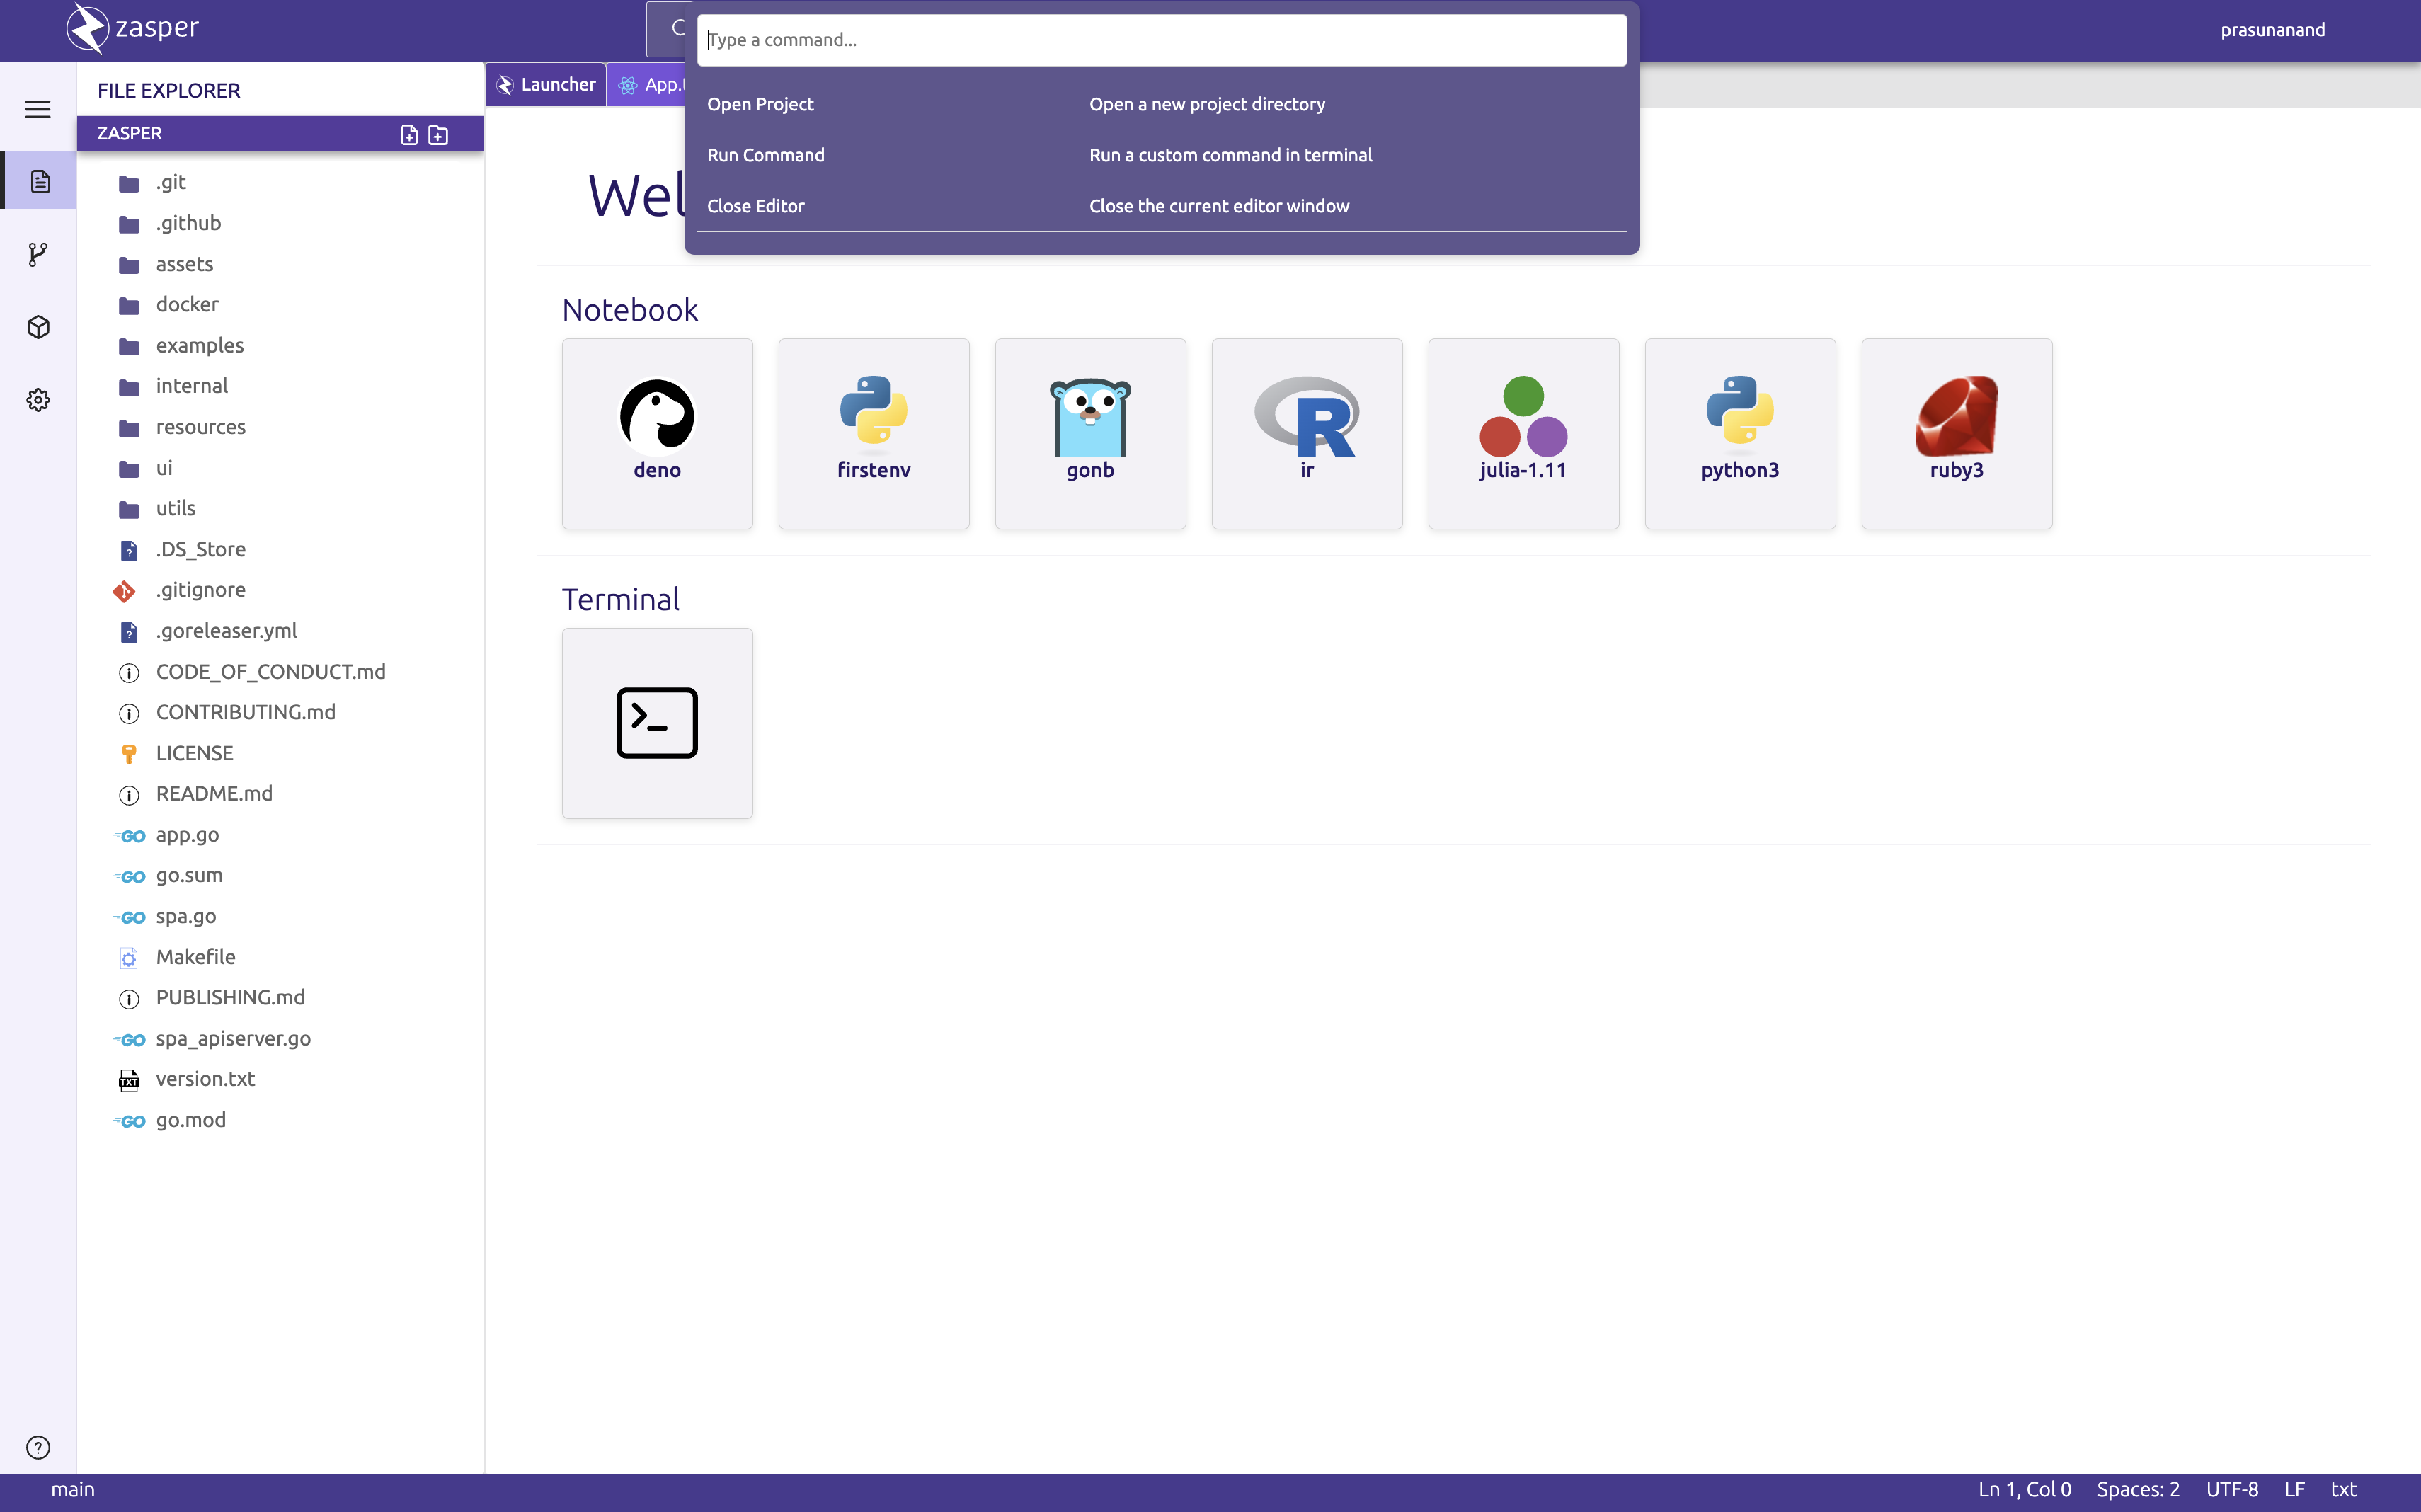 zasper
Type a command...
prasunanand
Open Project Open a new project directory
Run Command Run a custom command in terminal
Close Editor Close the current editor window
FILE EXPLORER
ZASPER
.git
.github
assets
docker
examples
internal
resources
ui
utils
.DS_Store
.gitignore
.goreleaser.yml
CODE_OF_CONDUCT.md
CONTRIBUTING.md
LICENSE
README.md
app.go
go.sum
spa.go
Makefile
PUBLISHING.md
spa_apiserver.go
TXT version.txt
go.mod
Launcher
App.
Wel
Notebook
deno
firstenv
gonb
ir
julia-1.11
python3
ruby3
Terminal
main
Ln 1, Col 0 Spaces: 2 UTF-8 LF txt